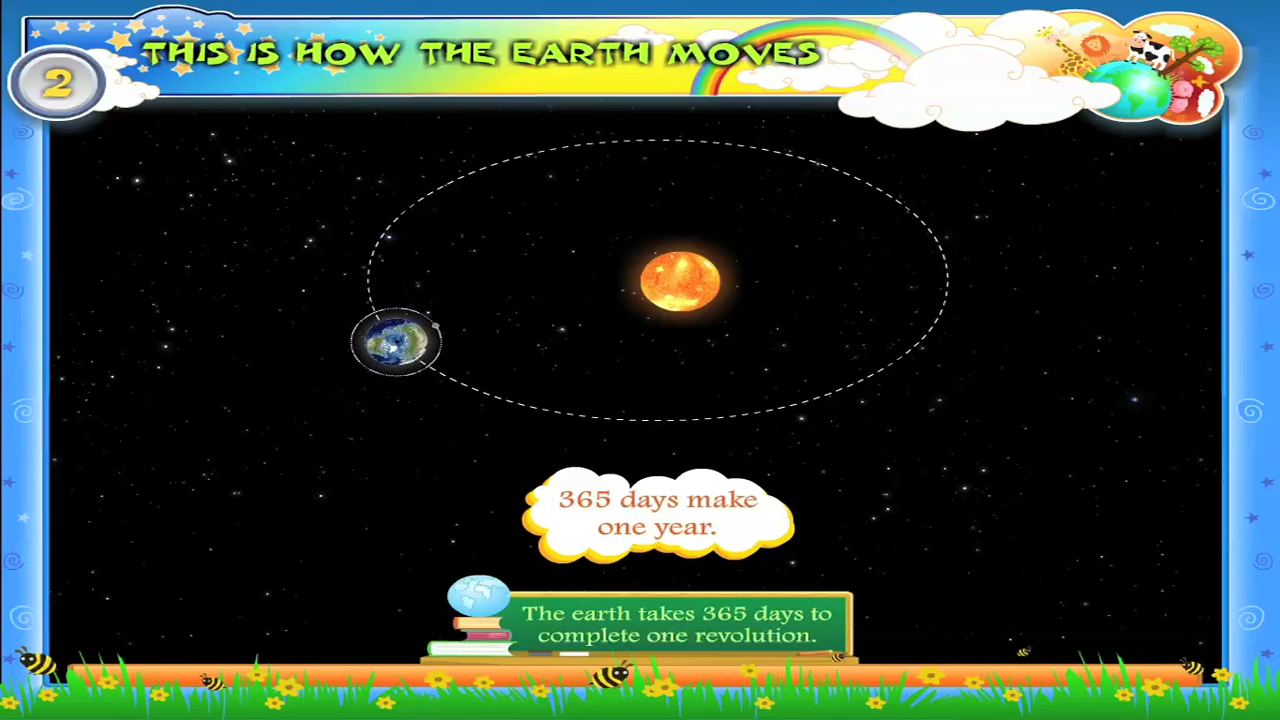 2
THIS IS HOW THE EARTH MOVES
365 days make
one year.
The earth takes 365 days to
complete one revolution.